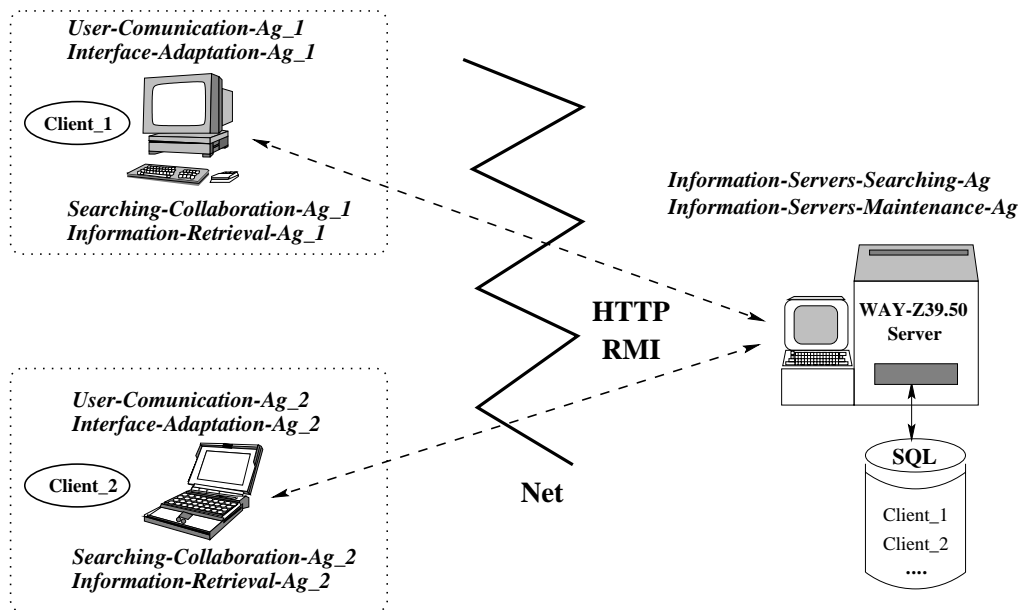 User-Comunication-Ag_1
Interface-Adaptation-Ag_1
Client_1
Searching-Collaboration-Ag_1
Information-Retrieval-Ag_1
Information-Servers-Searching-Ag
Information-Servers-Maintenance-Ag
WAY-Z39.50
Server
HTTP
RMI
User-Comunication-Ag_2
Interface-Adaptation-Ag_2
Client_2
Searching-Collaboration-Ag_2
Information-Retrieval-Ag_2
Net
SQL
Client_1
Client_2
....